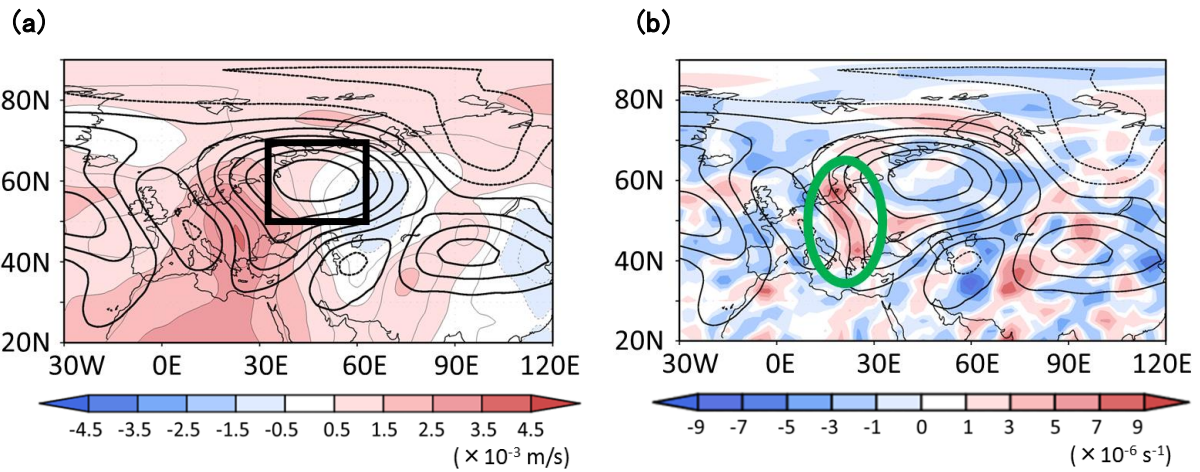 (a)
80N
60N
40N
20N
30W 0E 30E 60E 90E 120E
-4.5 -3.5 -2.5 -1.5 -0.5 0.5 1.5 2.5 3.5 4.5
(× 10⁻³ m/s)
(b)
80N
60N
40N
20N
30W 0E 30E 60E 90E 120E
-9 -7 -5 -3 -1 0 1 3 5 7 9
(× 10⁻⁶ s⁻¹)